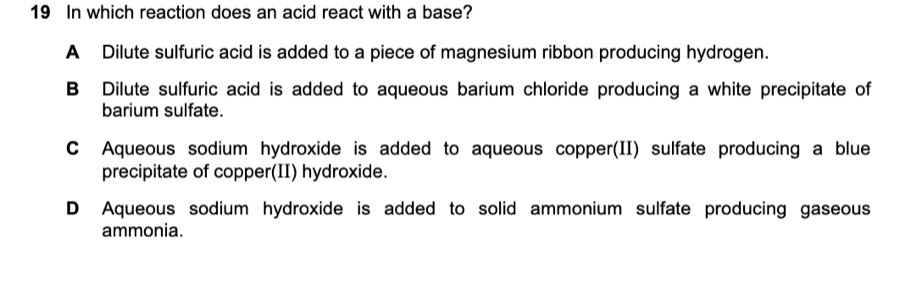 19 In which reaction does an acid react with a base?
A Dilute sulfuric acid is added to a piece of magnesium ribbon producing hydrogen.
B Dilute sulfuric acid is added to aqueous barium chloride producing a white precipitate of
barium sulfate.
C Aqueous sodium hydroxide is added to aqueous copper(II) sulfate producing a blue
precipitate of copper(II) hydroxide.
D Aqueous sodium hydroxide is added to solid ammonium sulfate producing gaseous
ammonia.